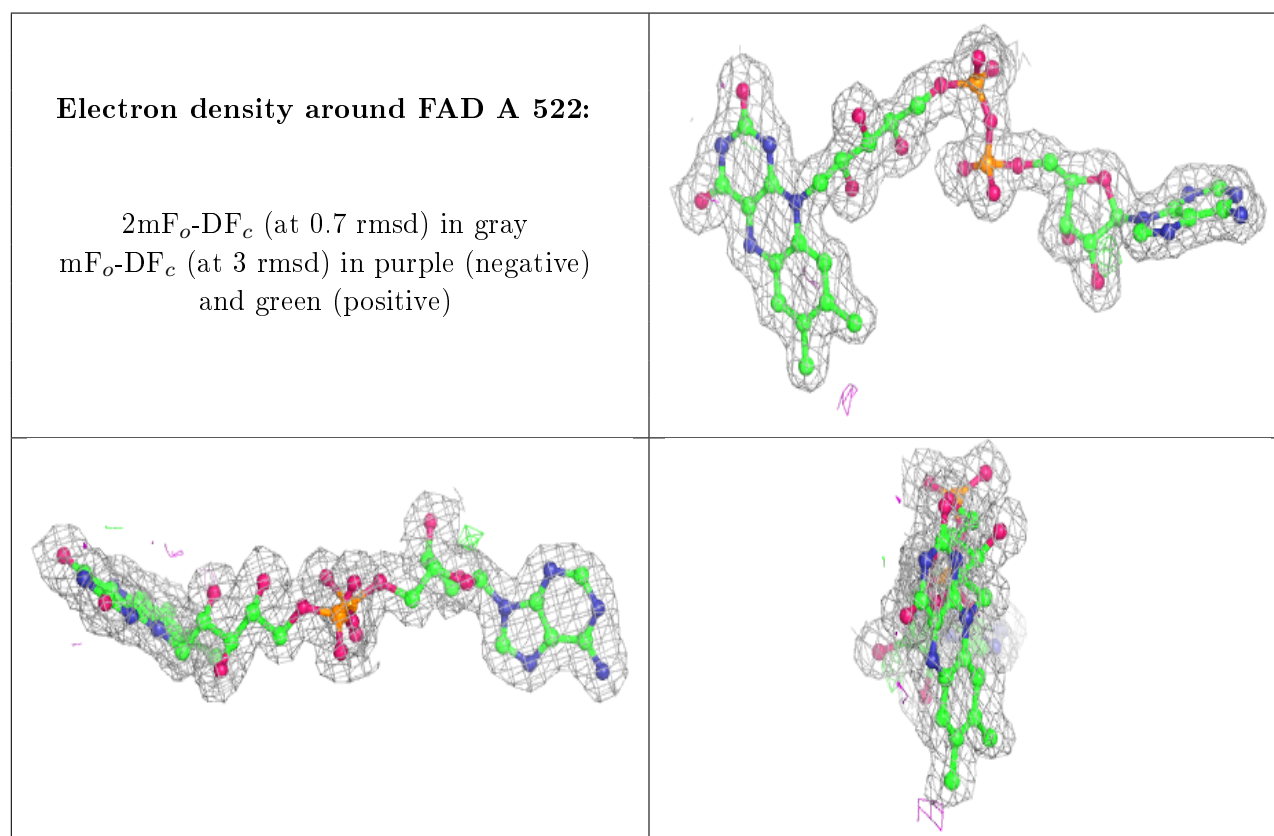 Electron density around FAD A 522:
2mFₒ-DF𝒸 (at 0.7 rmsd) in gray
mFₒ-DF𝒸 (at 3 rmsd) in purple (negative)
and green (positive)